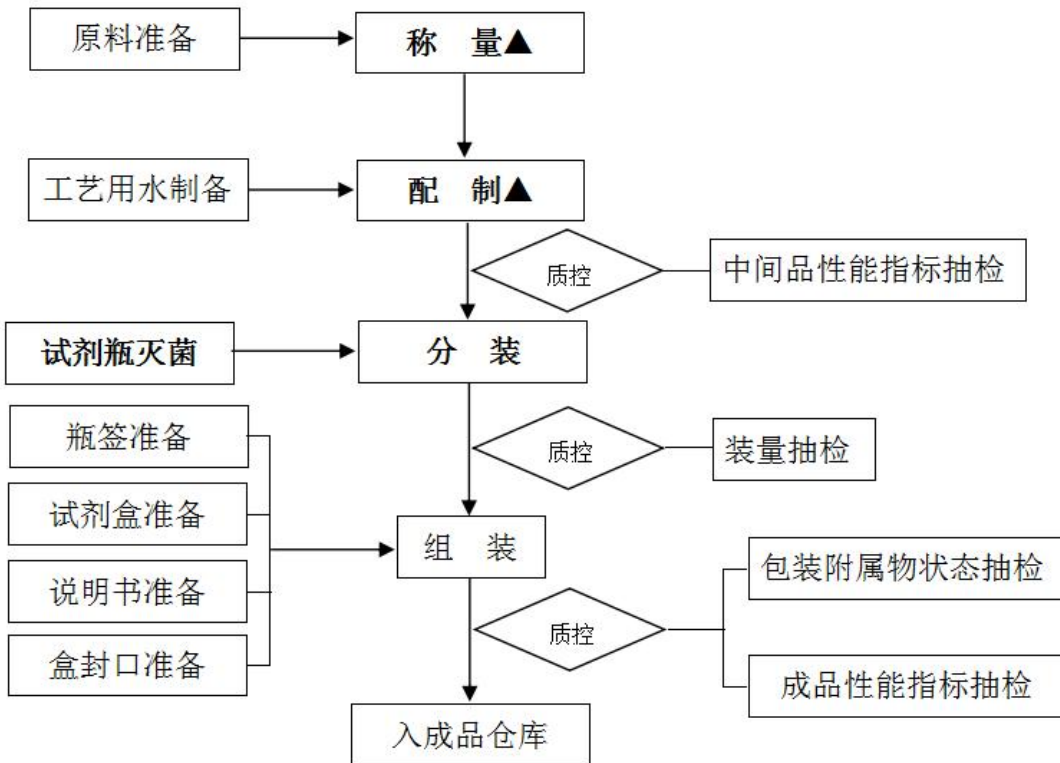 原料准备
称 量▲
工艺用水制备
配 制▲
质控
中间品性能指标抽检
试剂瓶灭菌
分 装
瓶签准备
质控
装量抽检
试剂盒准备
组 装
说明书准备
包装附属物状态抽检
盒封口准备
质控
成品性能指标抽检
入成品仓库